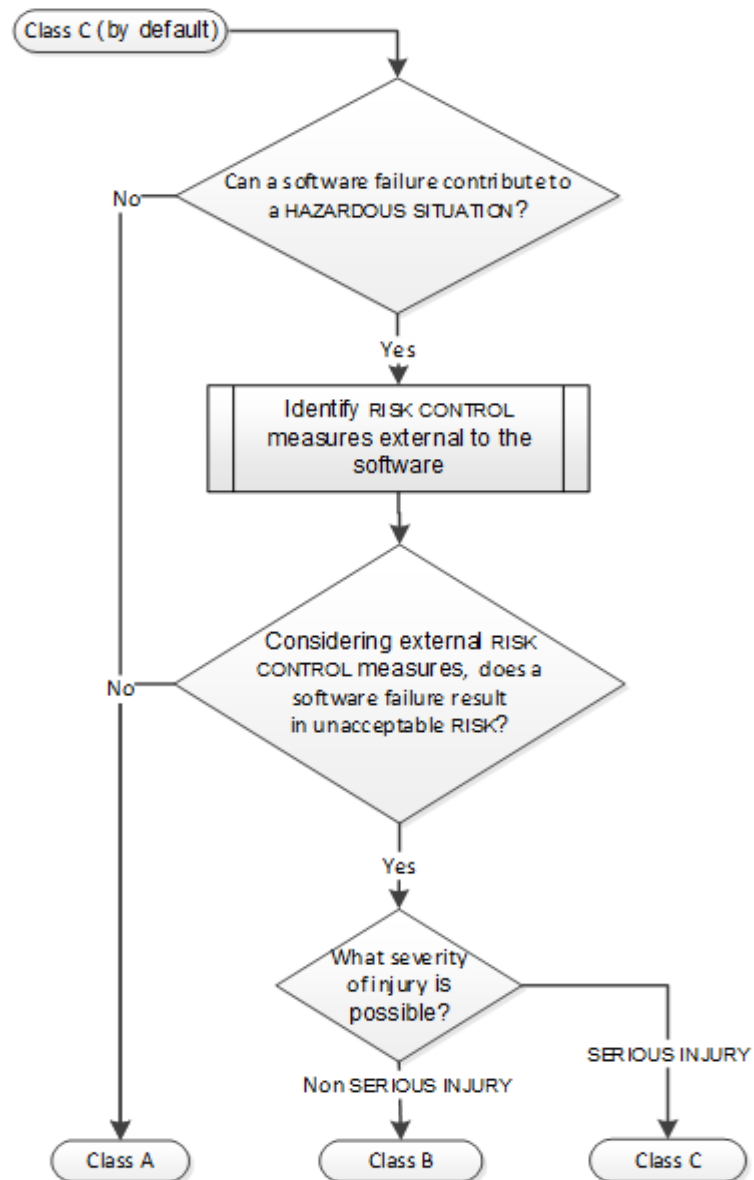 Class C (by default)
Can a software failure contribute to
a HAZARDOUS SITUATION?
No
Yes
Identify RISK CONTROL
measures external to the
software
Considering external RISK
CONTROL measures, does a
software failure result
in unacceptable RISK?
No
Yes
What severity
of injury is
possible?
SERIOUS INJURY
Non SERIOUS INJURY
Class A
Class B
Class C